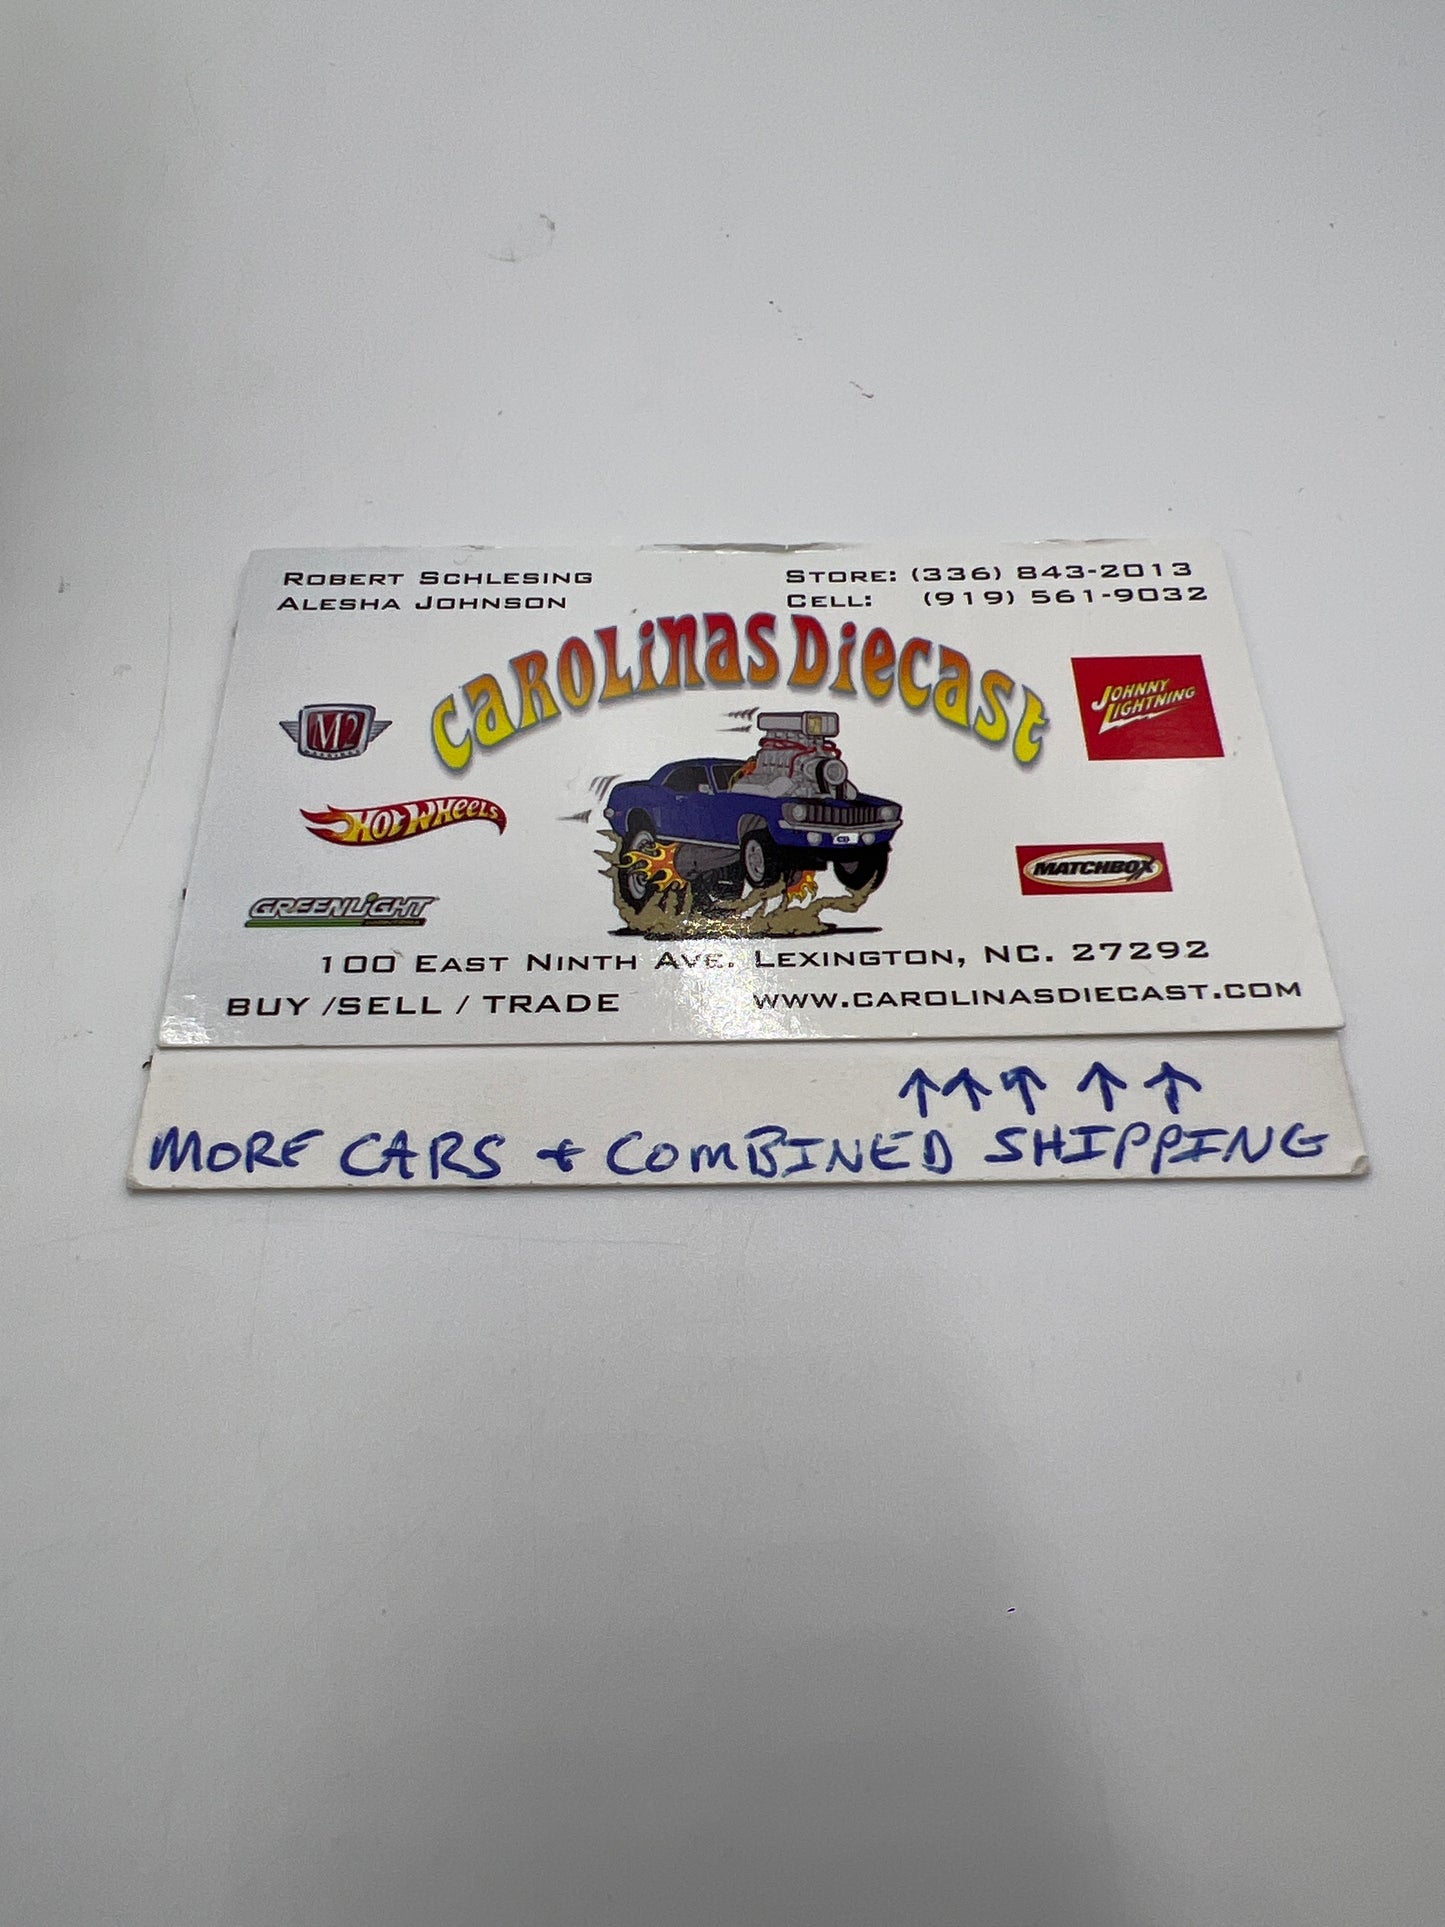 ROBERT SCHLESING
ALESHA JOHNSON
STORE: (336) 843-2013
CELL: (919) 561-9032
CAROLINAS DIECAST
M2
JOHNNY
LIGHTNING
HOT WHEELS
MATCHBOX
GREENLIGHT
100 EAST NINTH AVE. LEXINGTON, NC. 27292
BUY /SELL / TRADE
WWW.CAROLINASDIECAST.COM
↑ ↑ ↑ ↑ ↑
MORE CARS + COMBINED SHIPPING